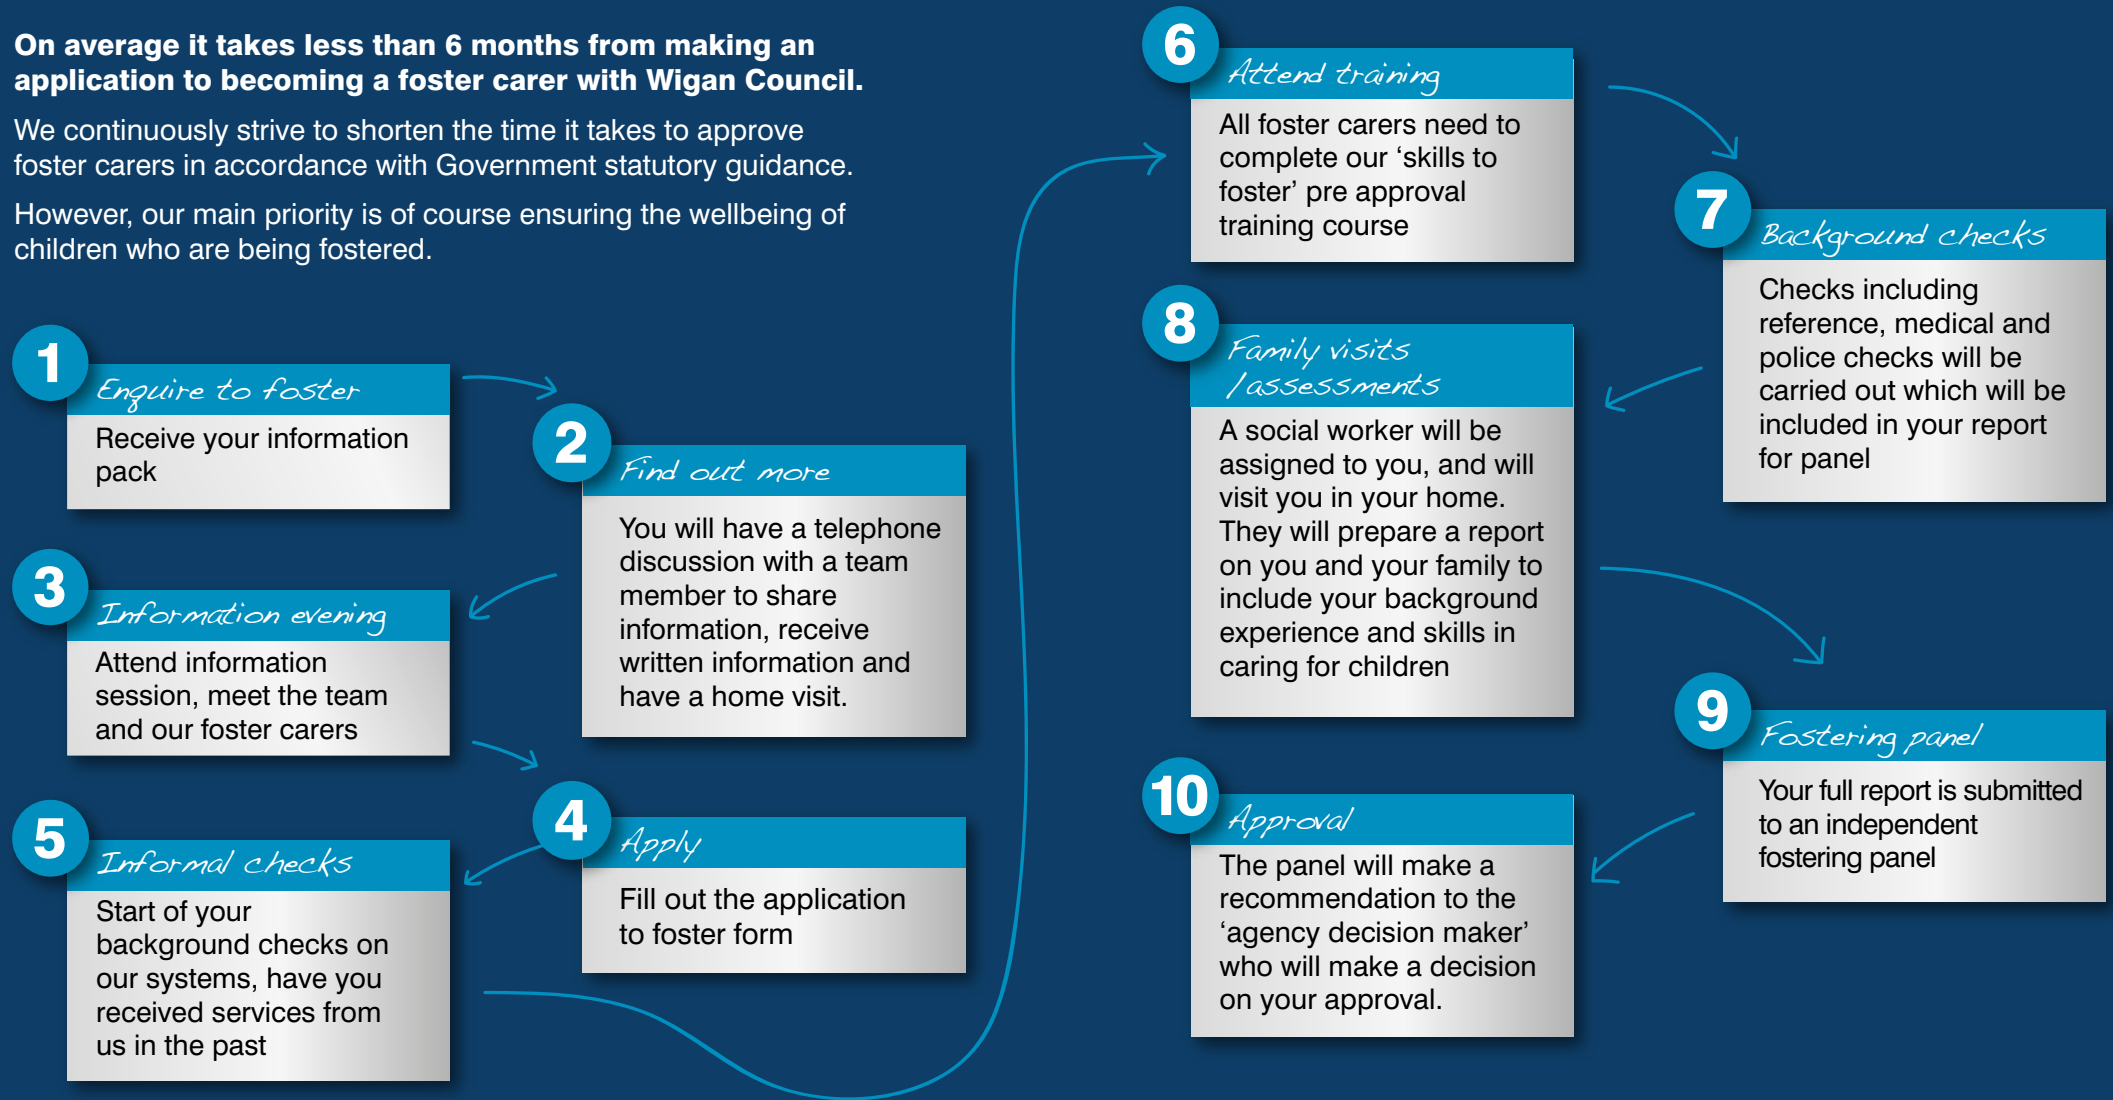 On average it takes less than 6 months from making an
application to becoming a foster carer with Wigan Council.
We continuously strive to shorten the time it takes to approve
foster carers in accordance with Government statutory guidance.
However, our main priority is of course ensuring the wellbeing of
children who are being fostered.
1
Enquire to foster
Receive your information
pack
2
Find out more
You will have a telephone
discussion with a team
member to share
information, receive
written information and
have a home visit.
3
Information evening
Attend information
session, meet the team
and our foster carers
4
Apply
Fill out the application
to foster form
5
Informal checks
Start of your
background checks on
our systems, have you
received services from
us in the past
6
Attend training
All foster carers need to
complete our ‘skills to
foster’ pre approval
training course
7
Background checks
Checks including
reference, medical and
police checks will be
carried out which will be
included in your report
for panel
8
Family visits
/assessments
A social worker will be
assigned to you, and will
visit you in your home.
They will prepare a report
on you and your family to
include your background
experience and skills in
caring for children
9
Fostering panel
Your full report is submitted
to an independent
fostering panel
10
Approval
The panel will make a
recommendation to the
‘agency decision maker’
who will make a decision
on your approval.